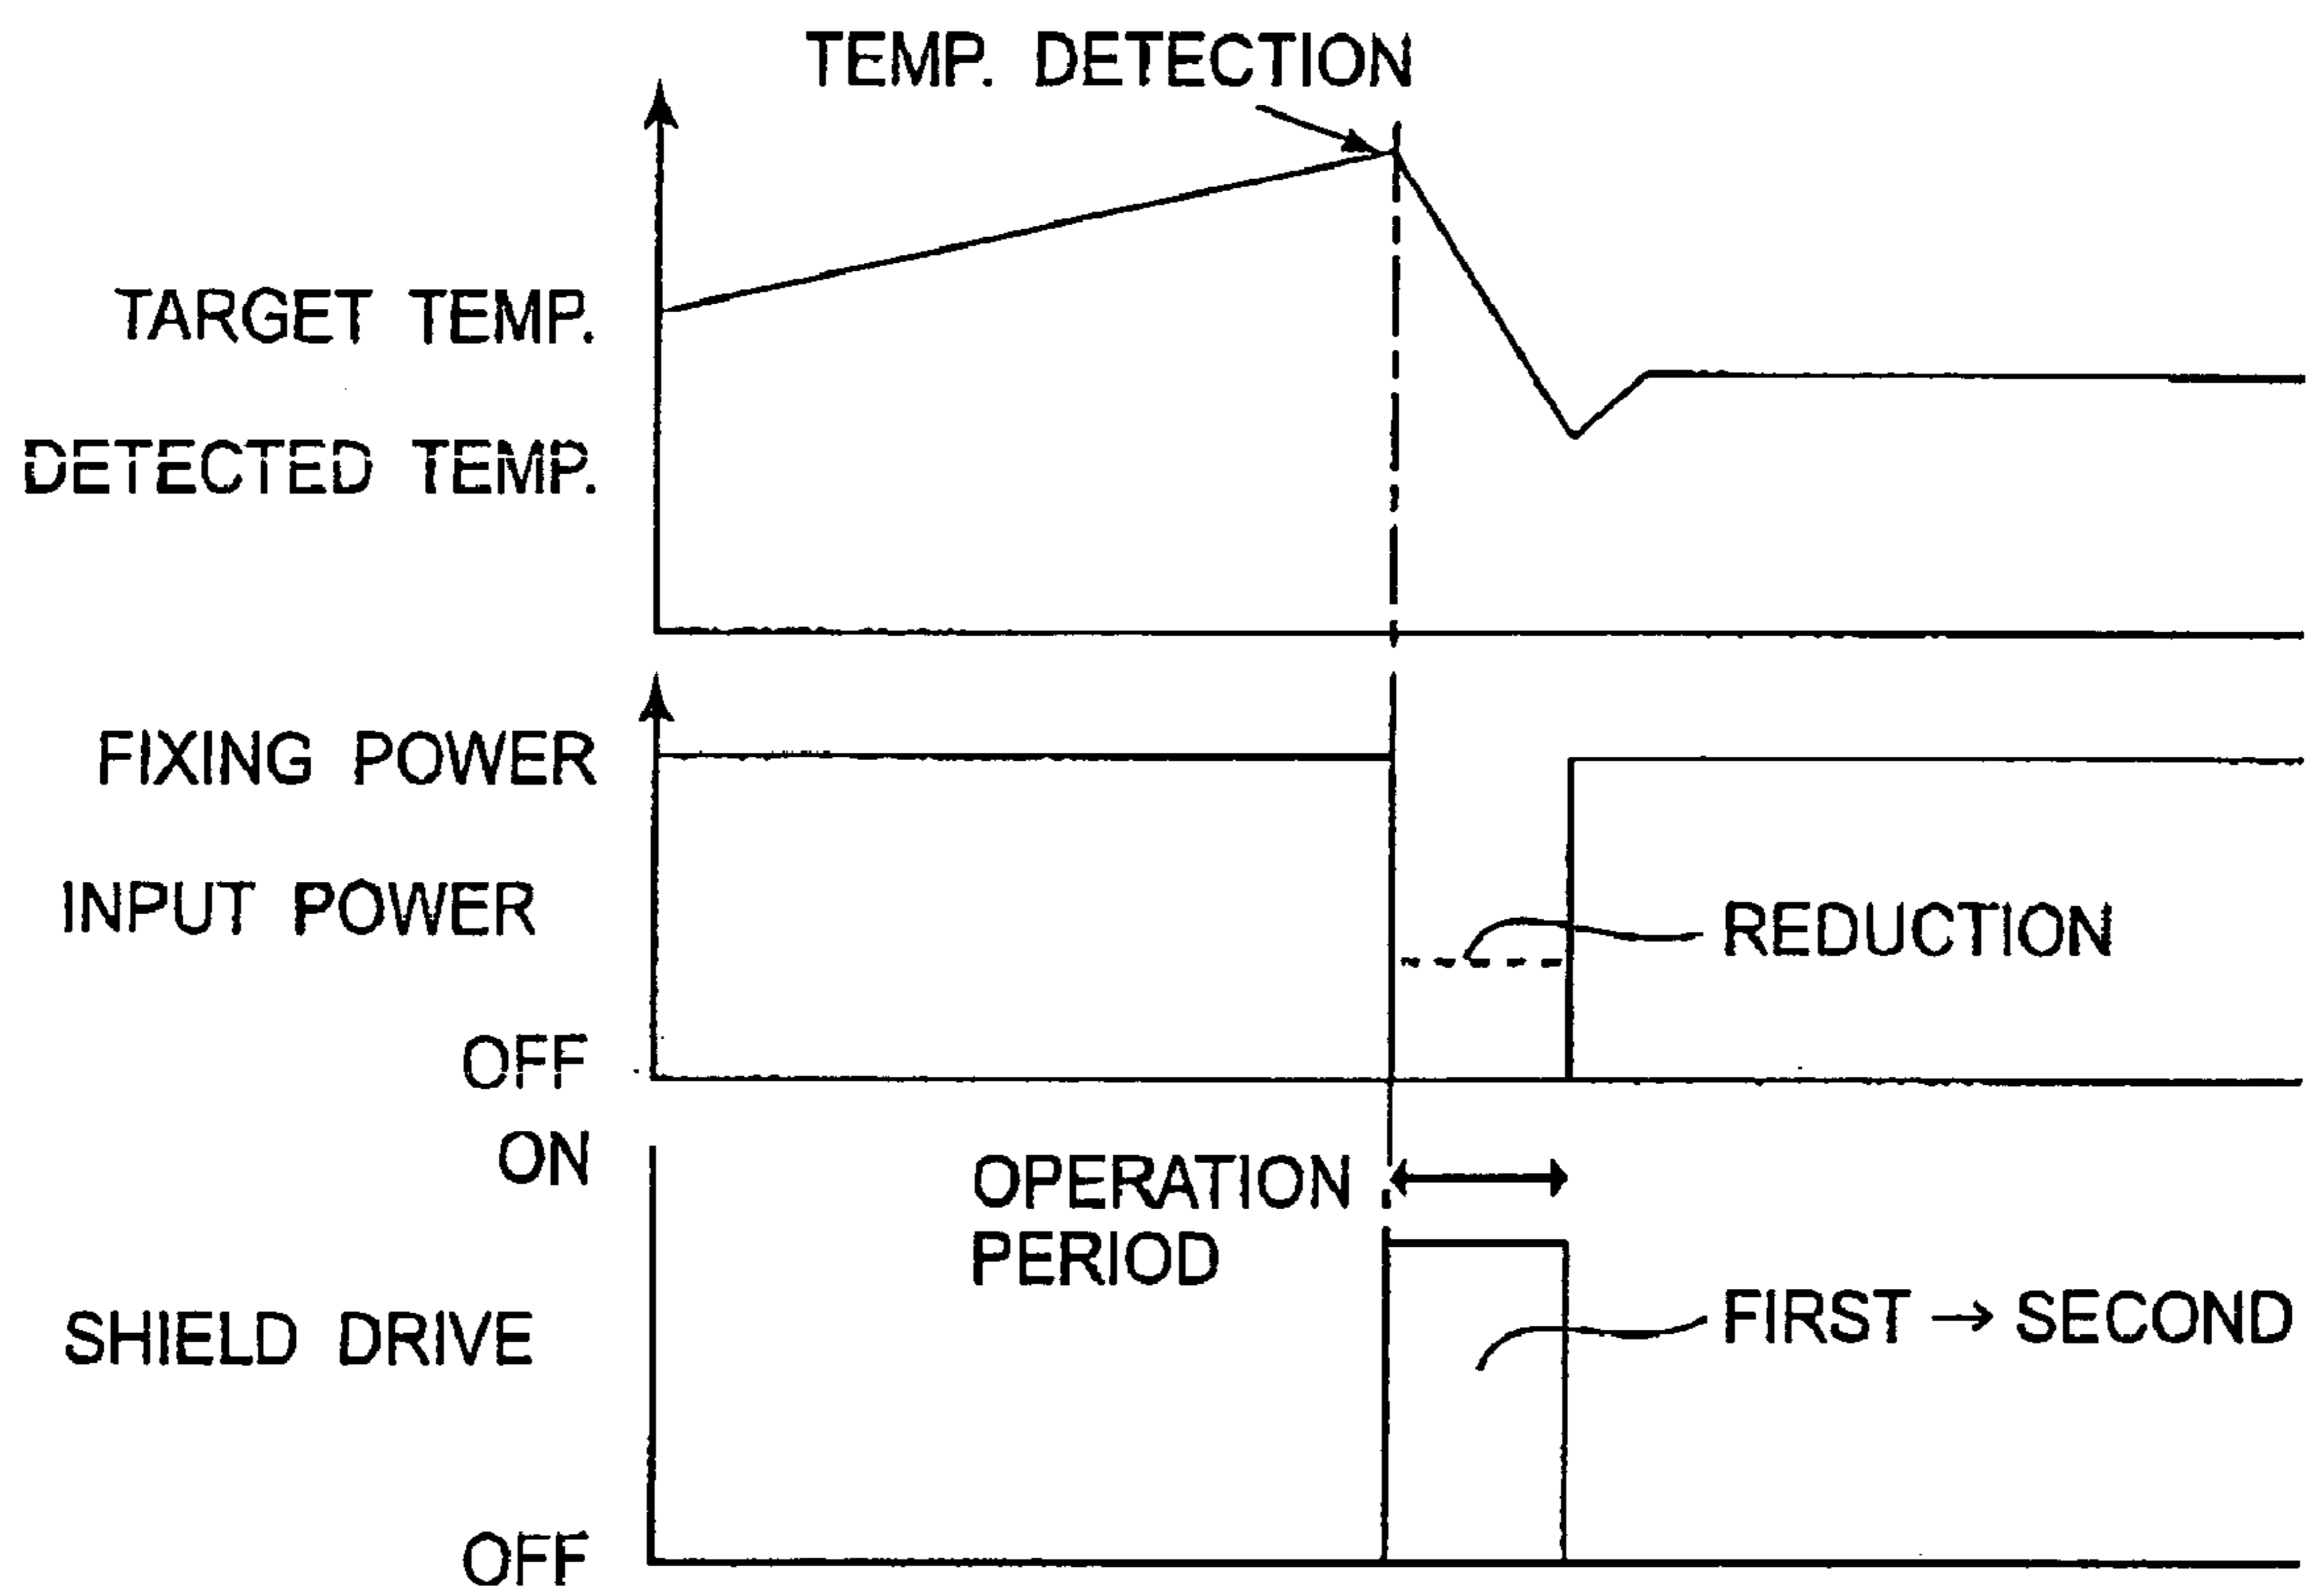 TEMP. DETECTION
TARGET TEMP.
DETECTED TEMP.
FIXING POWER
INPUT POWER
REDUCTION
OFF
ON
OPERATION
PERIOD
SHIELD DRIVE
FIRST → SECOND
OFF